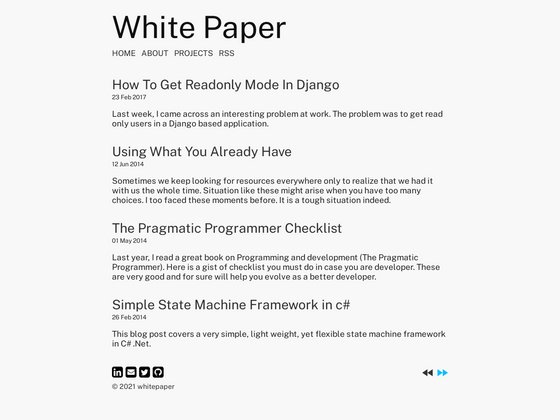 White Paper
HOME ABOUT PROJECTS RSS
How To Get Readonly Mode In Django
23 Feb 2017
Last week, I came across an interesting problem at work. The problem was to get read
only users in a Django based application.
Using What You Already Have
12 Jun 2014
Sometimes we keep looking for resources everywhere only to realize that we had it
with us the whole time. Situation like these might arise when you have too many
choices. I too faced these moments before. It is a tough situation indeed.
The Pragmatic Programmer Checklist
01 May 2014
Last year, I read a great book on Programming and development (The Pragmatic
Programmer). Here is a gist of checklist you must do in case you are developer. These
are very good and for sure will help you evolve as a better developer.
Simple State Machine Framework in c#
26 Feb 2014
This blog post covers a very simple, light weight, yet flexible state machine framework
in C# .Net.
© 2021 whitepaper